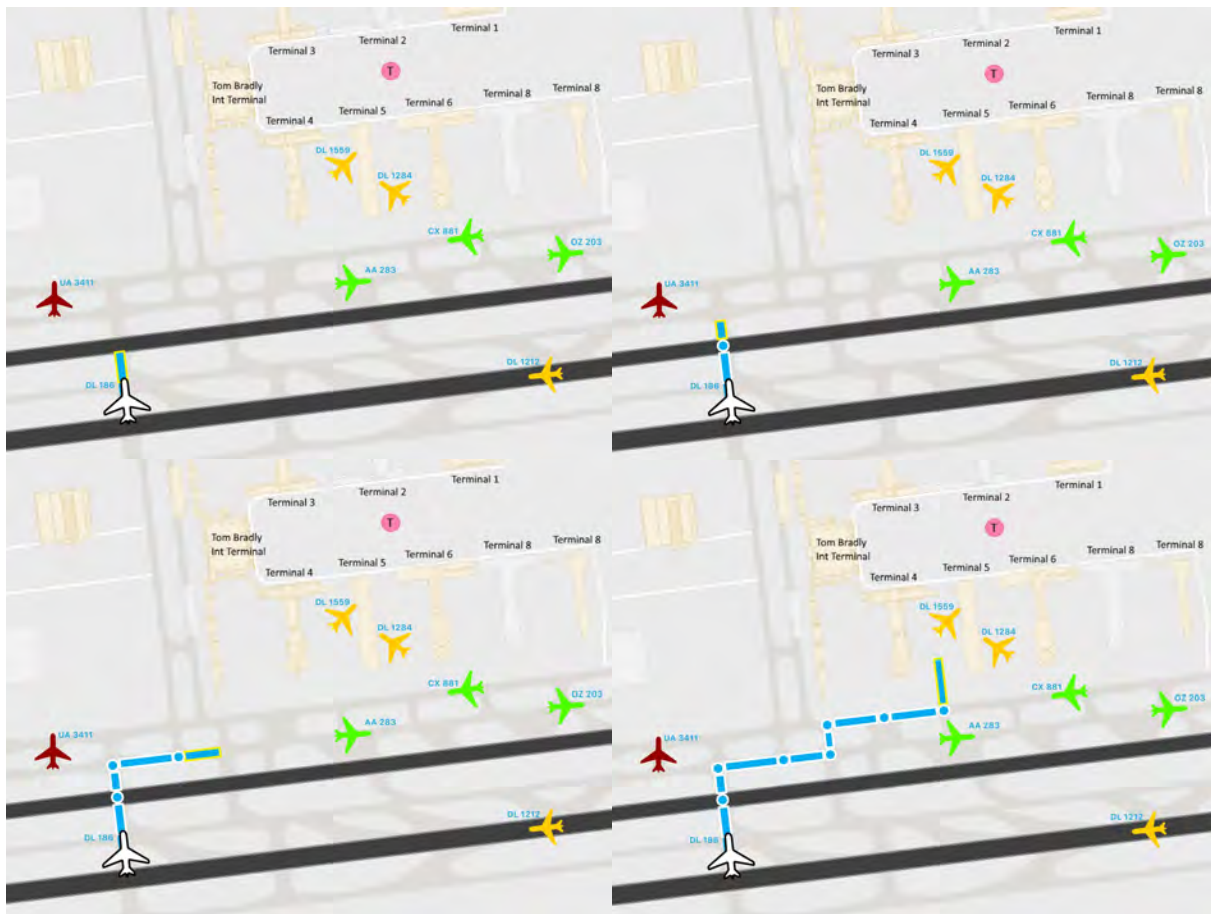 Terminal 1
Terminal 2
Terminal 3
T
Tom Bradly
Int Terminal
Terminal 8
Terminal 8
Terminal 6
Terminal 5
Terminal 4
DL 1559
DL 1284
CX 881
OZ 203
AA 283
UA 3411
DL 1212
DL 186
Terminal 1
Terminal 2
Terminal 3
T
Tom Bradly
Int Terminal
Terminal 8
Terminal 8
Terminal 6
Terminal 5
Terminal 4
DL 1559
DL 1284
CX 881
OZ 203
AA 283
UA 3411
DL 1212
DL 186
Terminal 1
Terminal 2
Terminal 3
T
Tom Bradly
Int Terminal
Terminal 8
Terminal 8
Terminal 6
Terminal 5
Terminal 4
DL 1559
DL 1284
CX 881
OZ 203
AA 283
UA 3411
DL 1212
DL 186
Terminal 1
Terminal 2
Terminal 3
T
Tom Bradly
Int Terminal
Terminal 8
Terminal 8
Terminal 6
Terminal 5
Terminal 4
DL 1559
DL 1284
CX 881
OZ 203
AA 283
UA 3411
DL 1212
DL 186